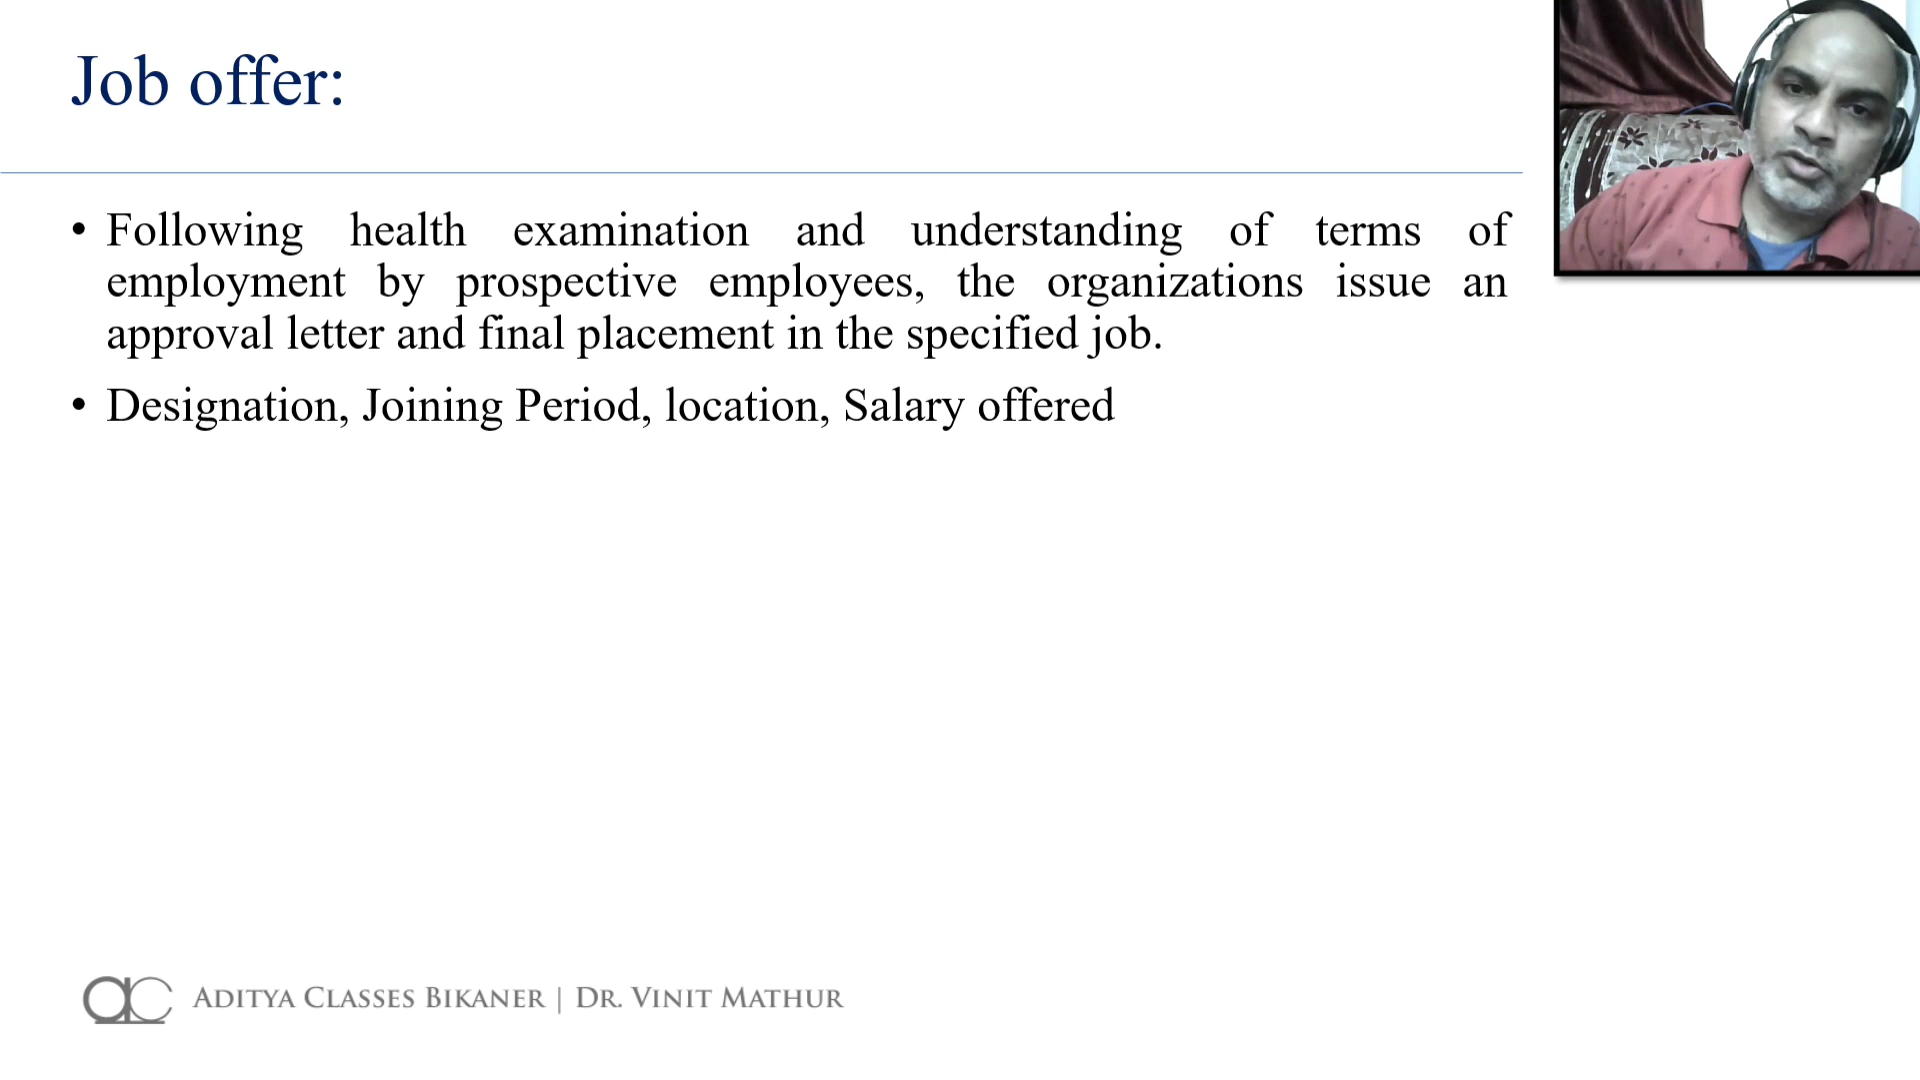 Job offer:
• Following health examination and understanding of terms of
employment by prospective employees, the organizations issue an
approval letter and final placement in the specified job.
• Designation, Joining Period, location, Salary offered
ac ADITYA CLASSES BIKANER | DR. VINIT MATHUR